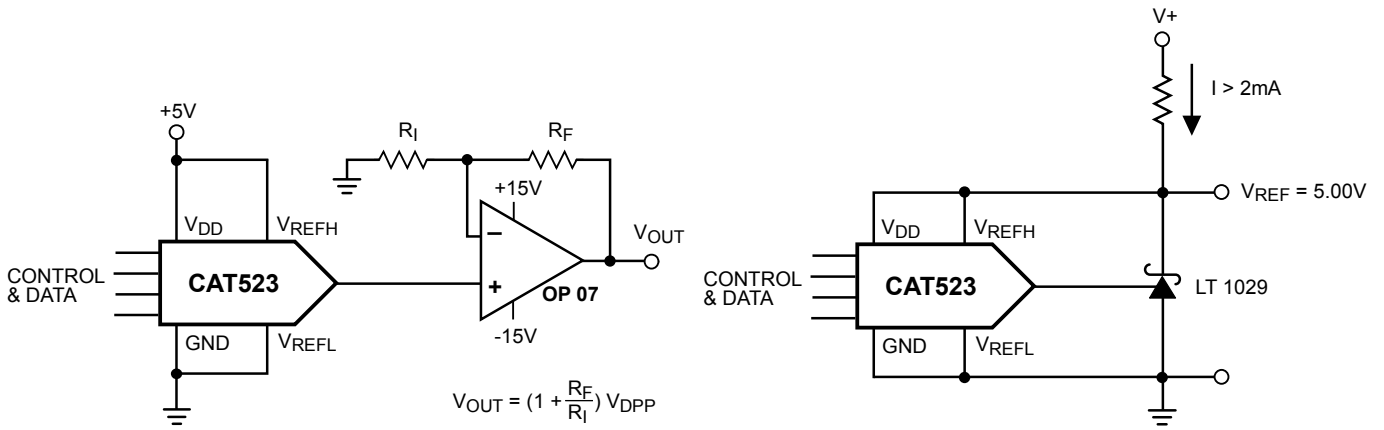 +5V
VDD
VREFH
CONTROL
& DATA
CAT523
GND
VREFL
RI
RF
+15V
−
+
OP 07
-15V
VOUT
VOUT = (1 + RF/RI) VDPP
V+
I > 2mA
VREF = 5.00V
VDD
VREFH
CONTROL
& DATA
CAT523
LT 1029
GND
VREFL